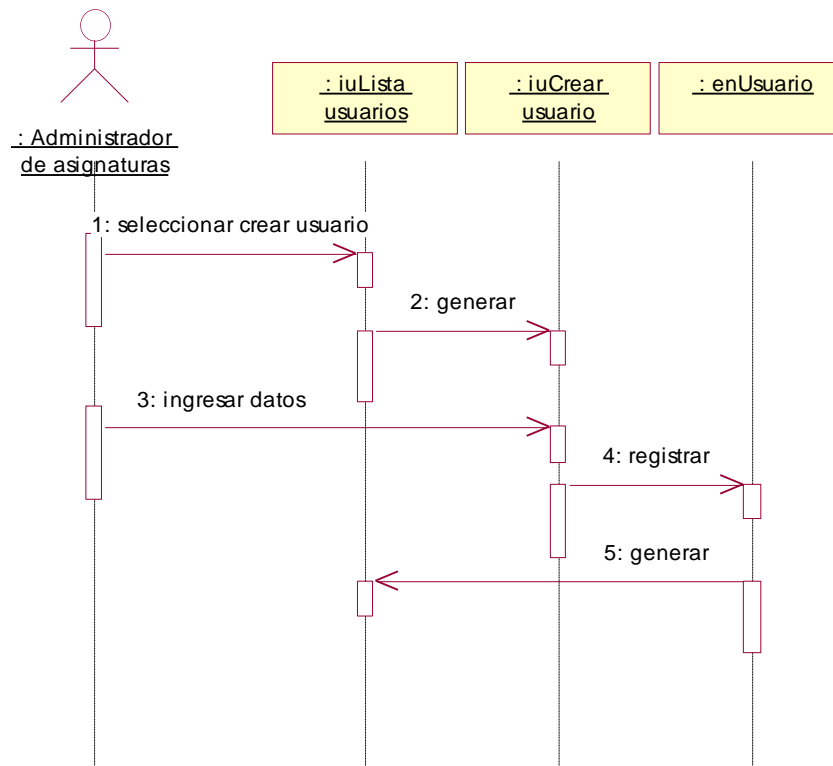 : iuLista
usuarios
: iuCrear
usuario
: enUsuario
: Administrador
de asignaturas
1: seleccionar crear usuario
2: generar
3: ingresar datos
4: registrar
5: generar